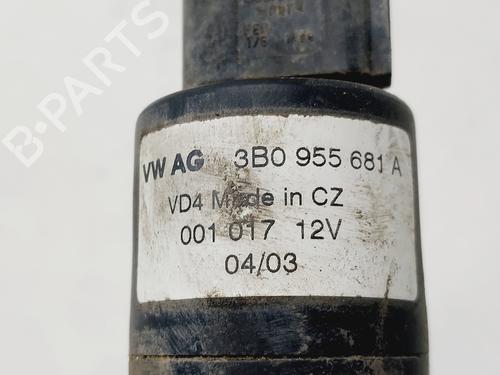 VW AG 3B0 955 681 A
VD4 Made in CZ
001 017 12V
04/03
B-PARTS